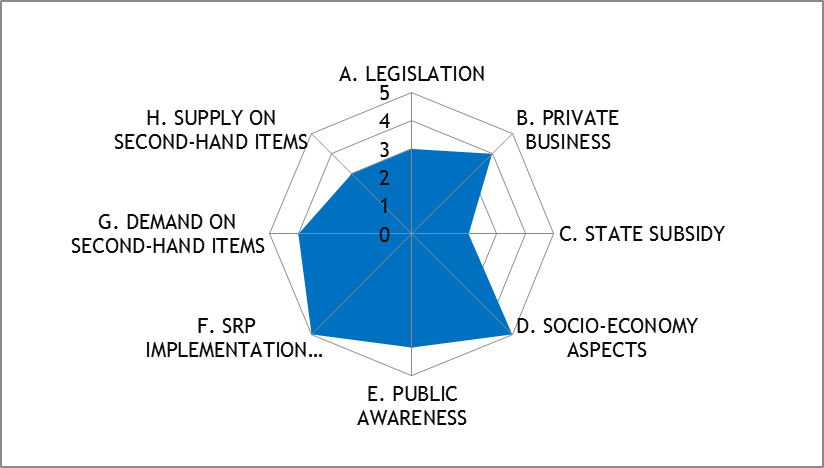 A. LEGISLATION
5
4
3
2
1
0
B. PRIVATE
BUSINESS
C. STATE SUBSIDY
D. SOCIO-ECONOMY
ASPECTS
E. PUBLIC
AWARENESS
F. SRP
IMPLEMENTATION…
G. DEMAND ON
SECOND-HAND ITEMS
H. SUPPLY ON
SECOND-HAND ITEMS